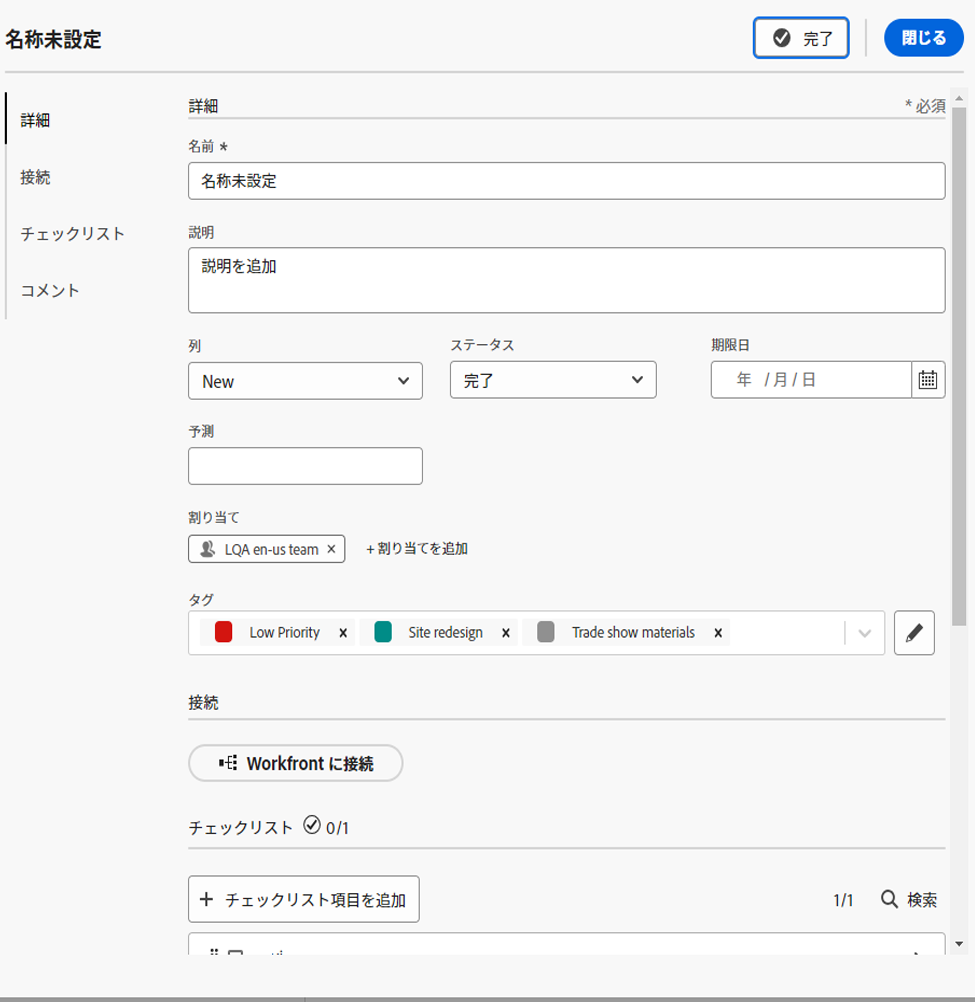 名称未設定
完了
閉じる
詳細
接続
チェックリスト
コメント
詳細
* 必須
名前 *
名称未設定
説明
説明を追加
列
ステータス
期限日
New
完了
年 / 月 / 日
予測
割り当て
LQA en-us team ×
+ 割り当てを追加
タグ
Low Priority x
Site redesign x
Trade show materials x
接続
Workfront に接続
チェックリスト 0/1
+ チェックリスト項目を追加
1/1
検索